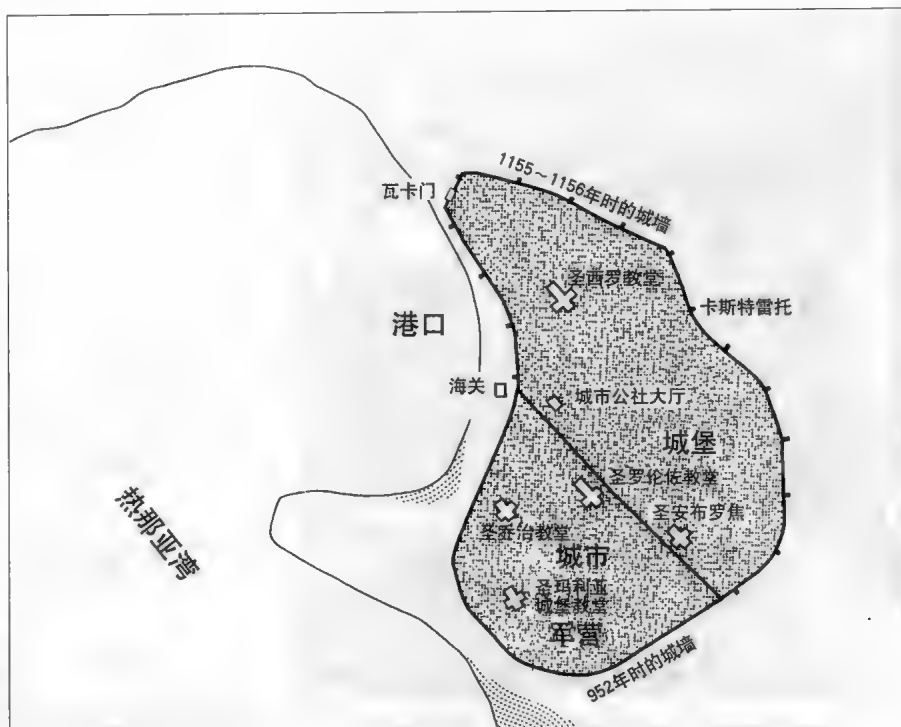 1155～1156年时的城墙
瓦卡门
圣西罗教堂
卡斯特雷托
港口
海关
城市公社大厅
城堡
圣罗伦佐教堂
圣安布罗焦
热那亚湾
圣乔治教堂
城市
圣玛利亚
城堡教堂
军营
952年时的城墙